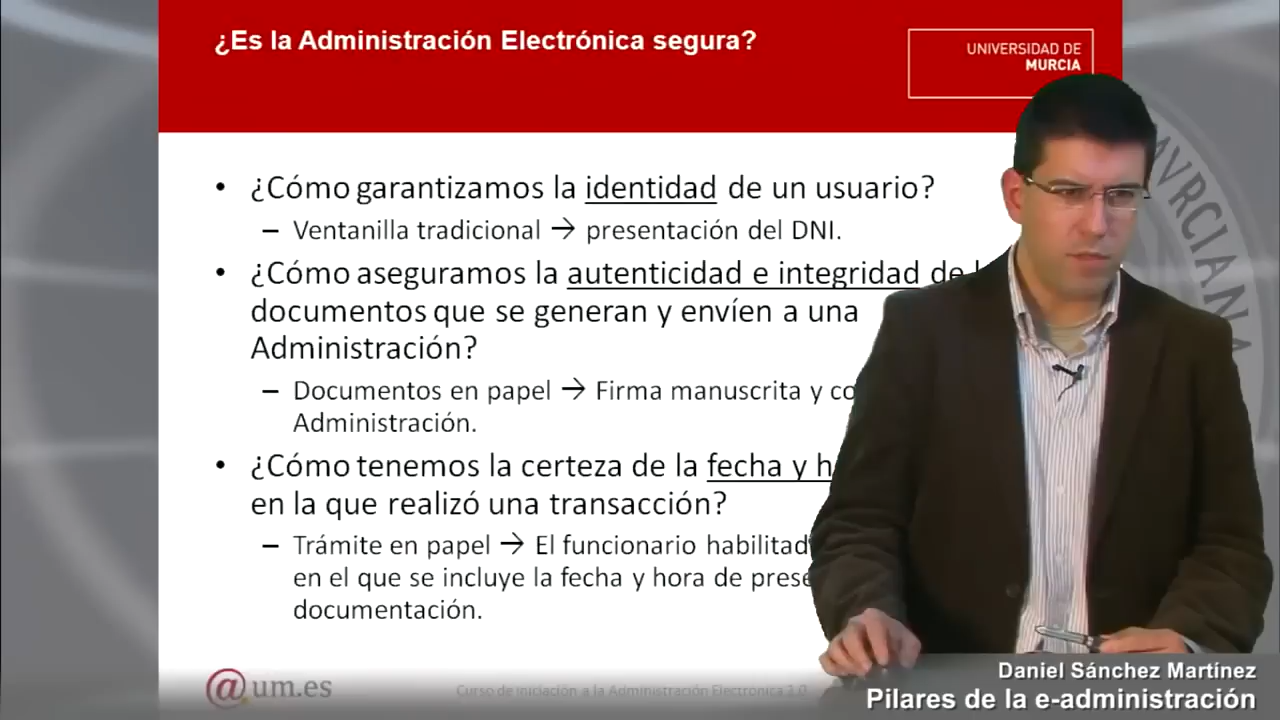 ¿Es la Administración Electrónica segura?
UNIVERSIDAD DE
MURCIA
• ¿Cómo garantizamos la identidad de un usuario?
– Ventanilla tradicional → presentación del DNI.
• ¿Cómo aseguramos la autenticidad e integridad de
documentos que se generan y envíen a una
Administración?
– Documentos en papel → Firma manuscrita y
Administración.
• ¿Cómo tenemos la certeza de la fecha y
en la que realizó una transacción?
– Trámite en papel → El funcionario
en el que se incluye la fecha y hora de
documentación.
MVRCIANA
@um.es
Curso de iniciación a la Administración Electronica 1.0
Daniel Sánchez Martínez
Pilares de la e-administración